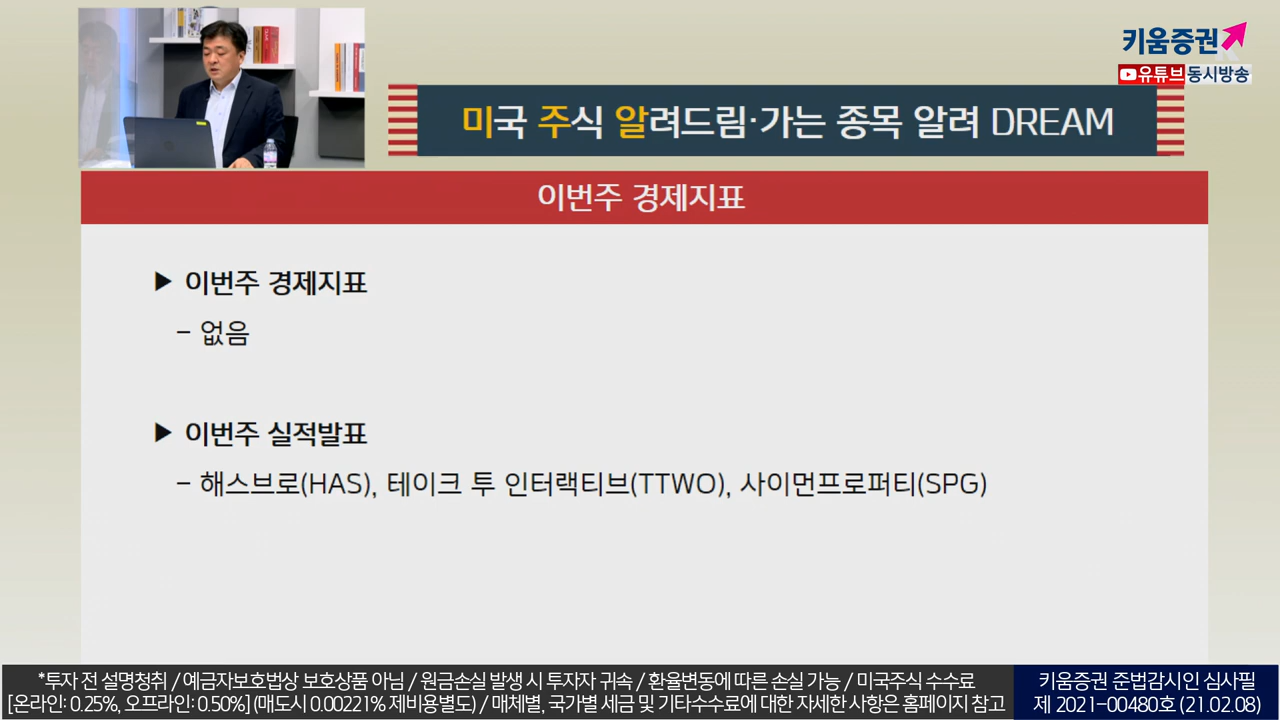 키움증권
유튜브동시방송
미국 주식 알려드림·가는 종목 알려 DREAM
이번주 경제지표
▶ 이번주 경제지표
– 없음
▶ 이번주 실적발표
– 해스브로(HAS), 테이크 투 인터랙티브(TTWO), 사이먼프로퍼티(SPG)
*투자 전 설명청취 / 예금자보호법상 보호상품 아님 / 원금손실 발생 시 투자자 귀속 / 환율변동에 따른 손실 가능 / 미국주식 수수료
[온라인: 0.25%, 오프라인: 0.50%] (매도시 0.00221% 제비용별도) / 매체별, 국가별 세금 및 기타수수료에 대한 자세한 사항은 홈페이지 참고
키움증권 준법감시인 심사필
제 2021-00480호 (21.02.08)